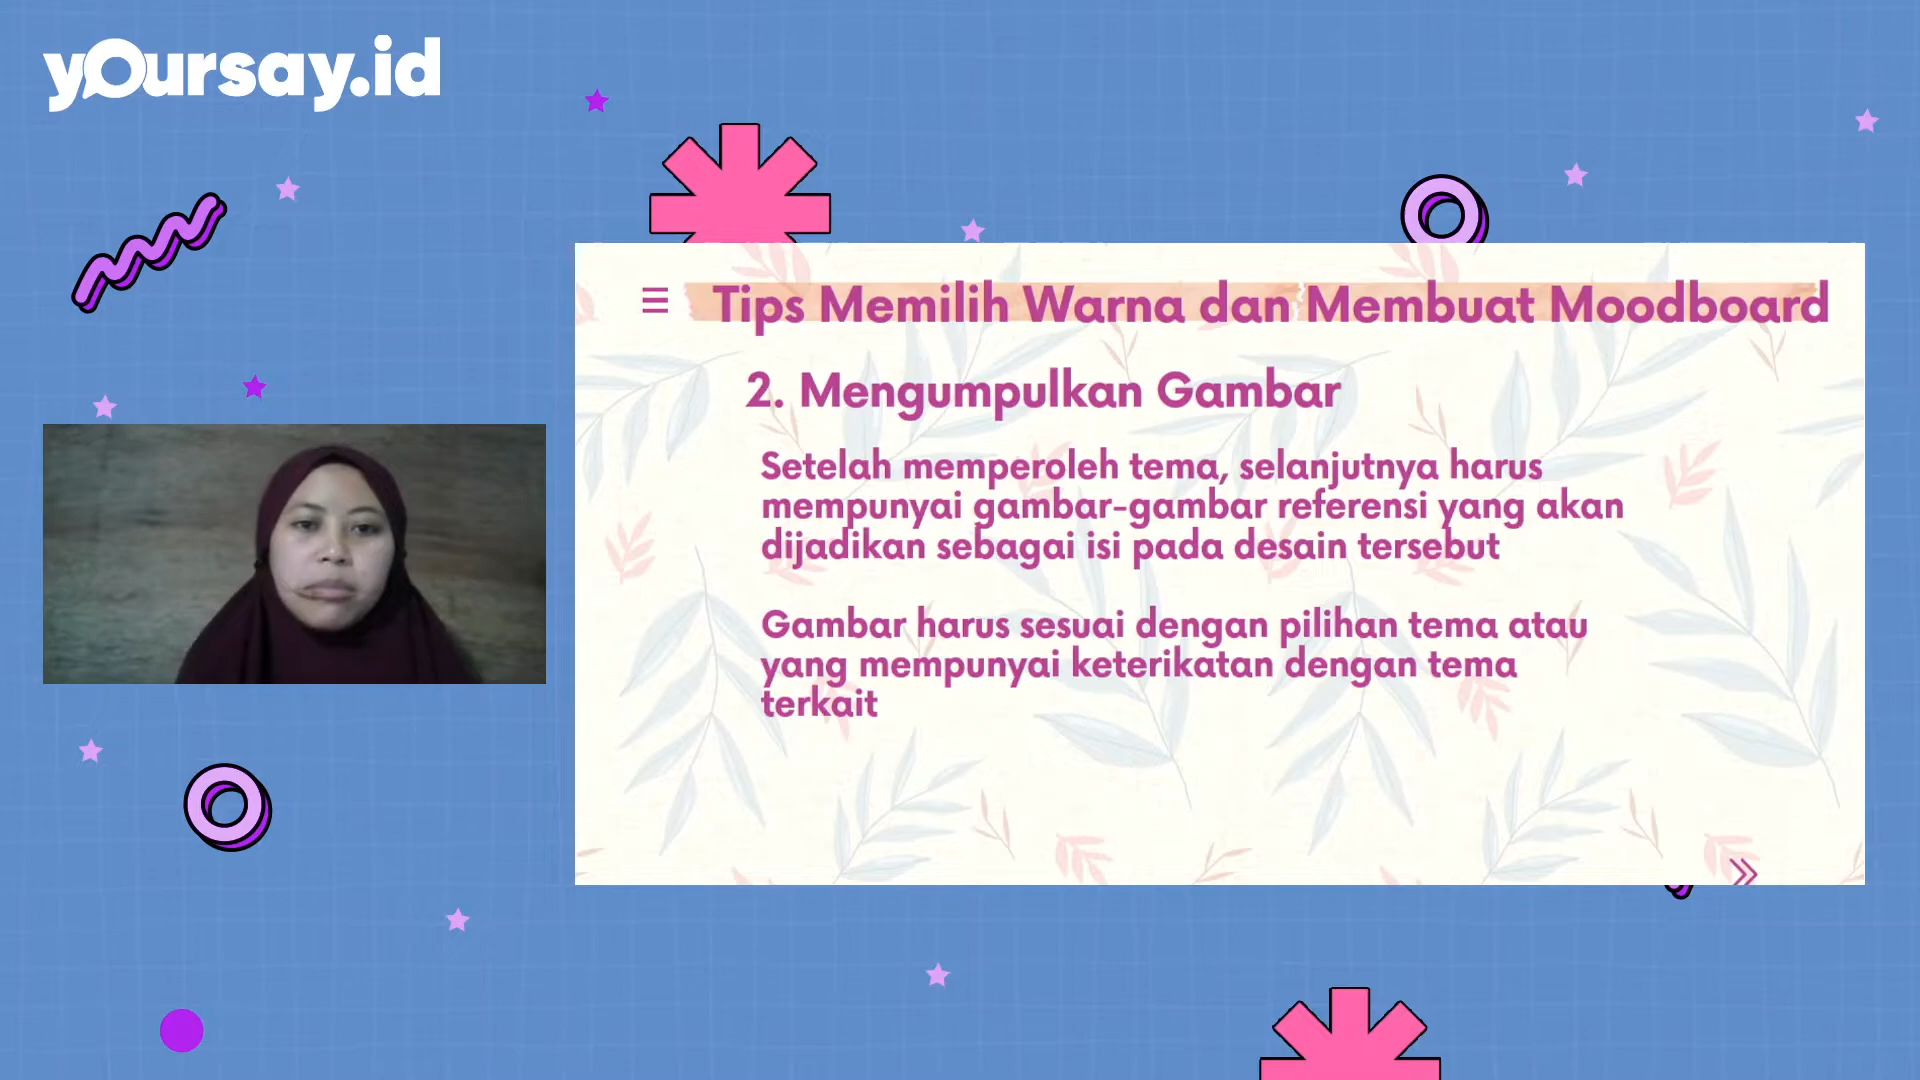 yoursay.id
Tips Memilih Warna dan Membuat Moodboard
2. Mengumpulkan Gambar
Setelah memperoleh tema, selanjutnya harus
mempunyai gambar-gambar referensi yang akan
dijadikan sebagai isi pada desain tersebut
Gambar harus sesuai dengan pilihan tema atau
yang mempunyai keterikatan dengan tema
terkait